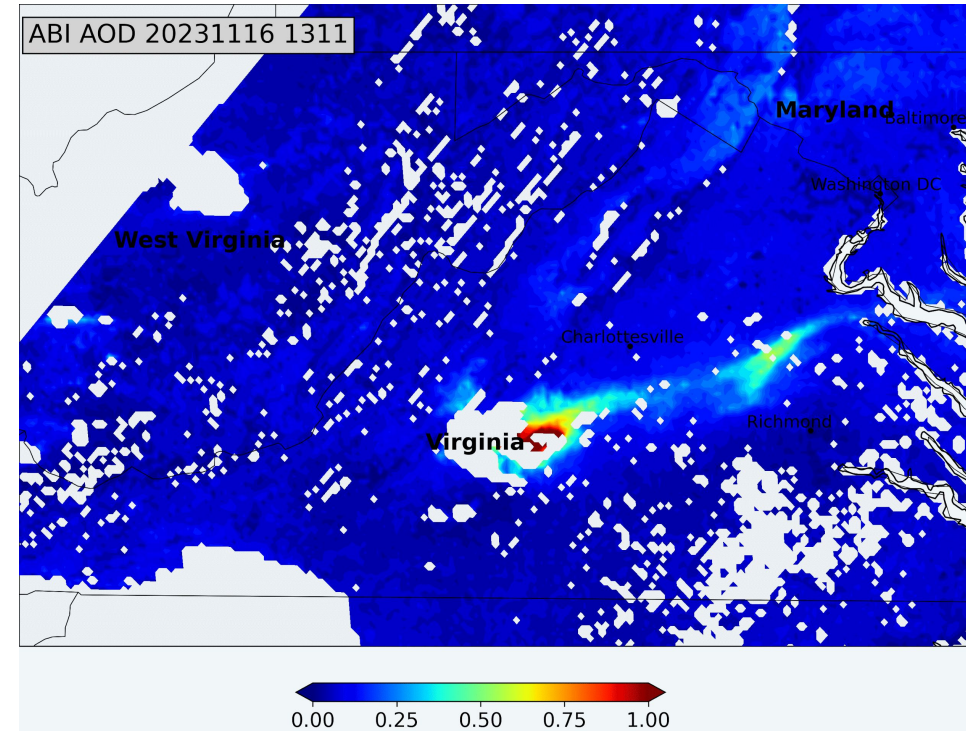 ABI AOD 20231116 1311
Maryland
Baltimore
Washington DC
West Virginia
Charlottesville
Richmond
Virginia
0.00 0.25 0.50 0.75 1.00